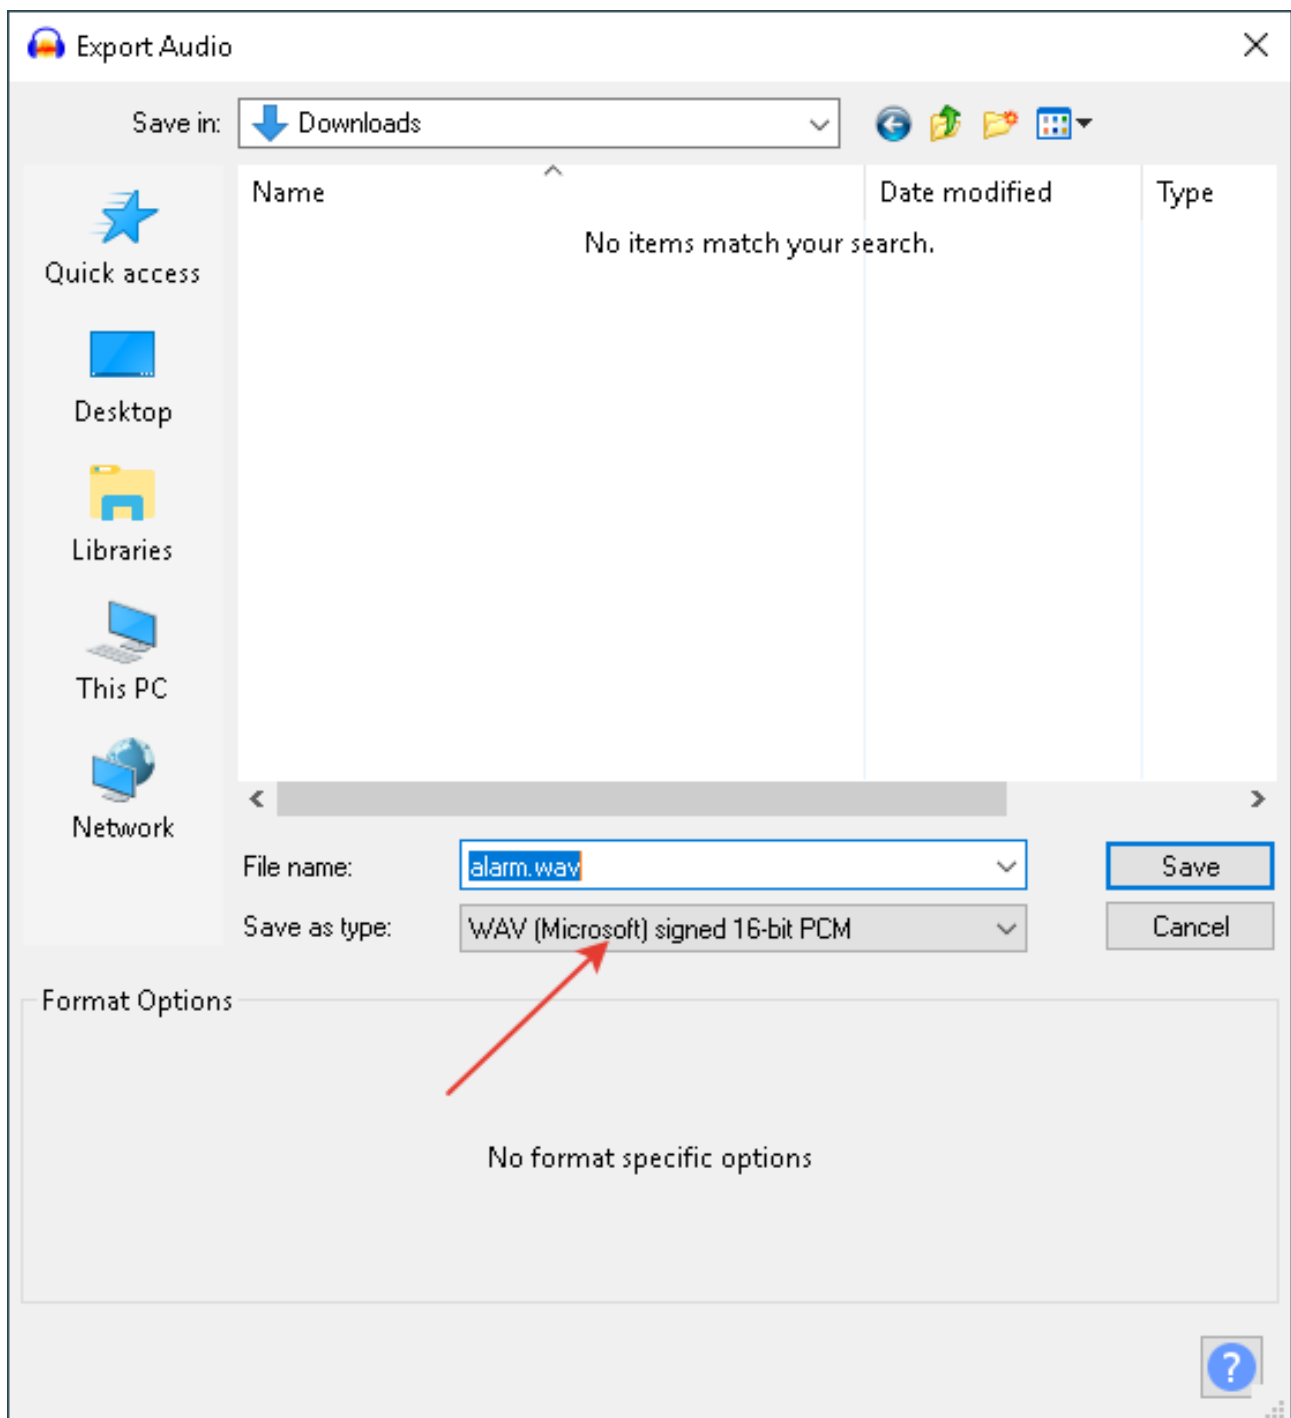 Export Audio
Save in:
Downloads
Name
Date modified
Type
No items match your search.
Quick access
Desktop
Libraries
This PC
Network
File name:
alarm.wav
Save
Save as type:
WAV (Microsoft) signed 16-bit PCM
Cancel
Format Options
No format specific options
?